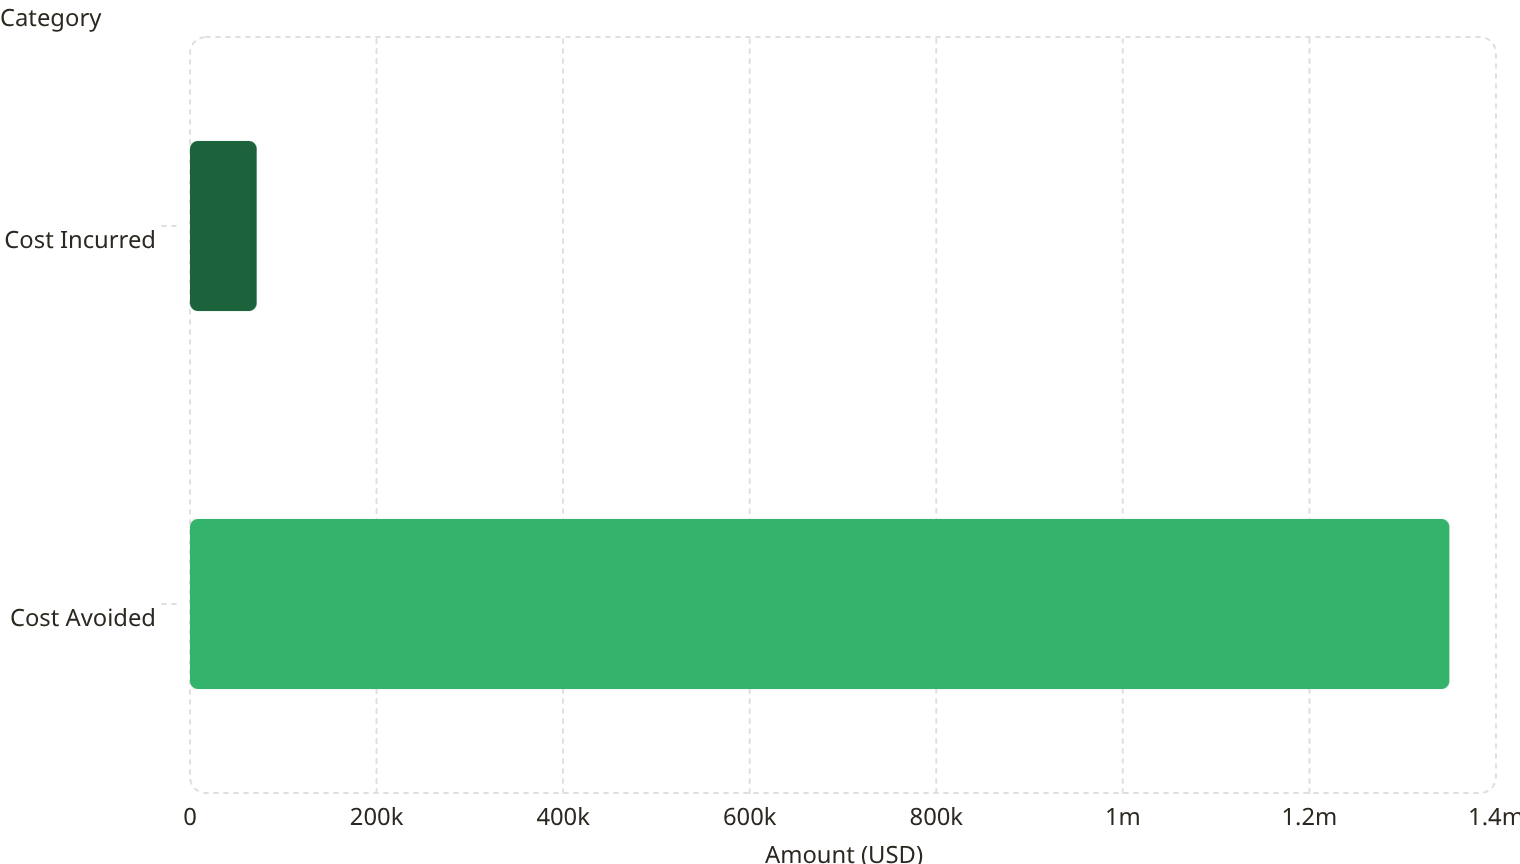 Category
Cost Incurred
Cost Avoided
0 200k 400k 600k 800k 1m 1.2m 1.4m
Amount (USD)